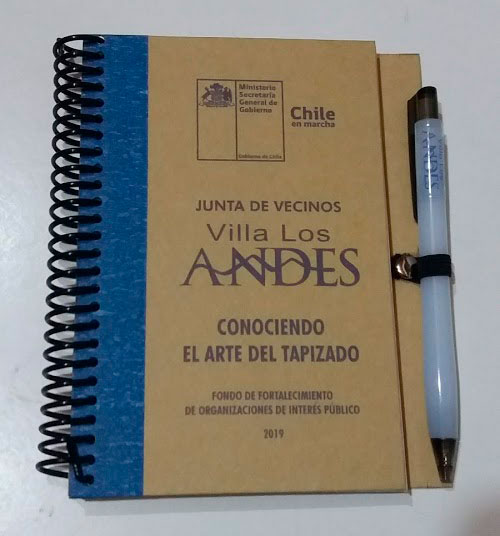 Ministerio
Secretaría
General de
Gobierno
Gobierno de Chile
Chile
en marcha
JUNTA DE VECINOS
Villa Los
ANDES
CONOCIENDO
EL ARTE DEL TAPIZADO
FONDO DE FORTALECIMIENTO
DE ORGANIZACIONES DE INTERÉS PÚBLICO
2019
ANDES